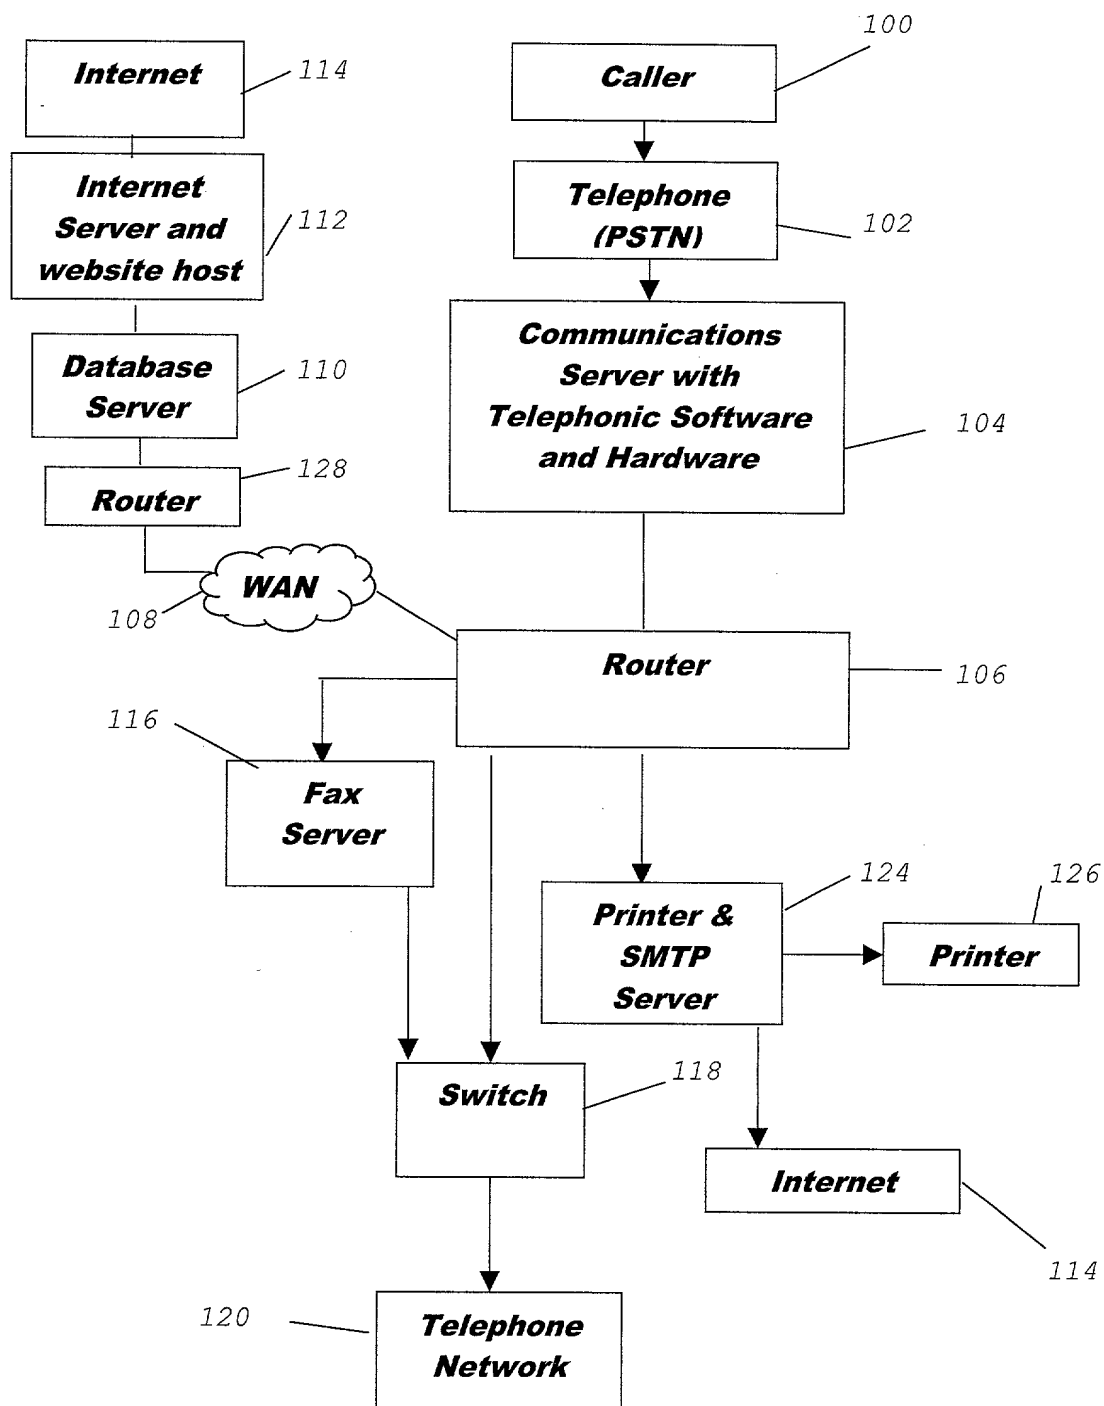 100
Internet
114
Caller
Internet
Server and
website host
112
Telephone
(PSTN)
102
Database
Server
110
Communications
Server with
Telephonic Software
and Hardware
104
Router
128
WAN
108
Router
106
116
Fax
Server
124
Printer &
SMTP
Server
126
Printer
Switch
118
Internet
114
120
Telephone
Network